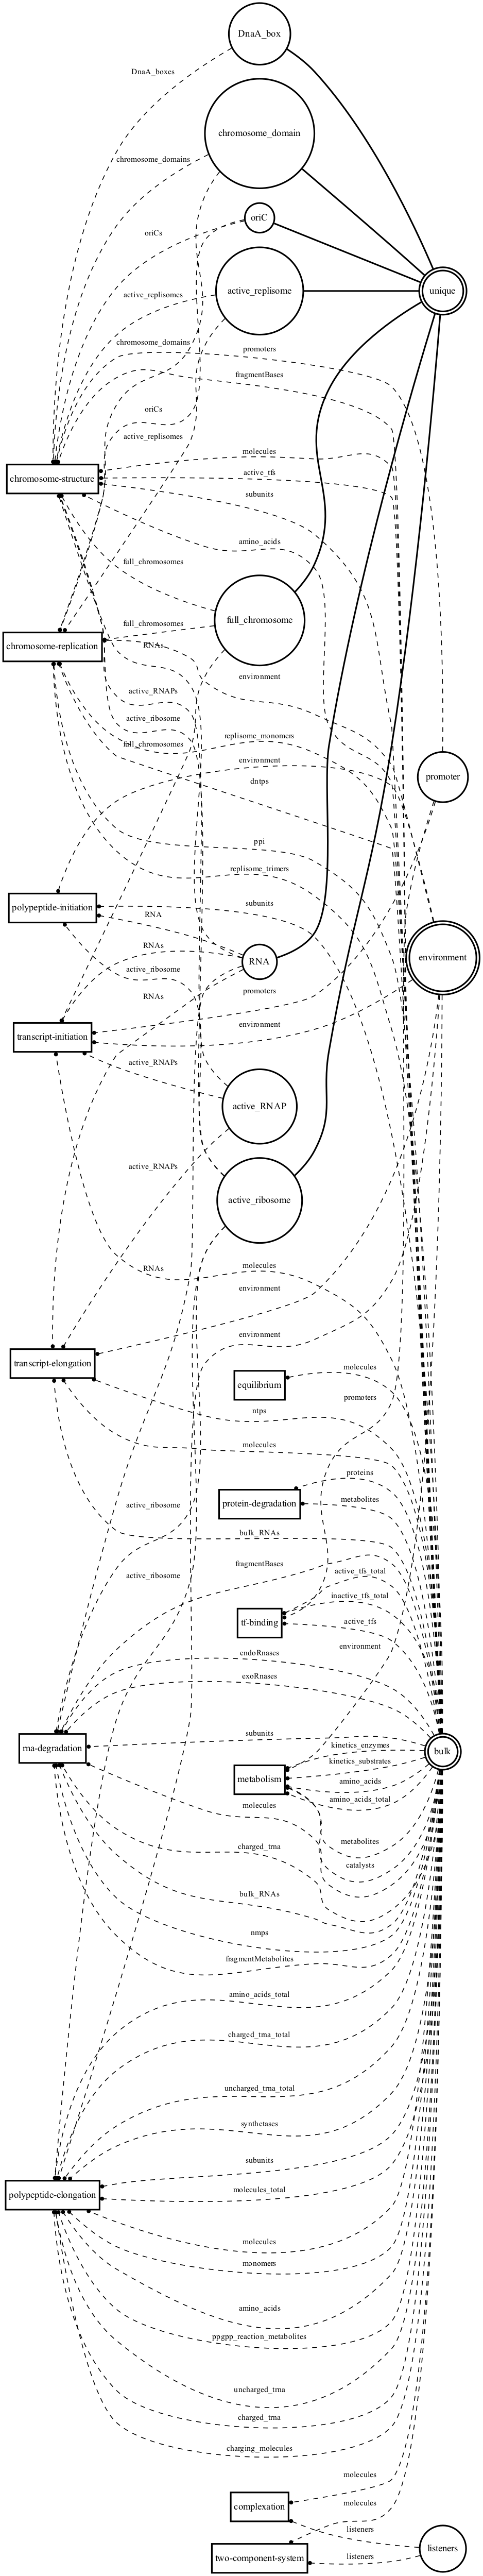 DnaA_box
DnaA_boxes
chromosome_domain
chromosome_domains
oriC
oriCs
unique
active_replisome
active_replisomes
chromosome_domains
promoters
fragmentBases
oriCs
active_replisomes
molecules
chromosome-structure
active_tfs
subunits
amino_acids
full_chromosomes
full_chromosome
full_chromosomes
chromosome-replication
RNAs
environment
active_RNAPs
active_ribosome
replisome_monomers
full_chromosomes
environment
promoter
dntps
ppi
replisome_trimers
subunits
polypeptide-initiation
RNA
RNAs
environment
RNA
active_ribosome
promoters
RNAs
environment
transcript-initiation
active_RNAPs
active_RNAP
active_RNAPs
active_ribosome
molecules
RNAs
environment
environment
transcript-elongation
molecules
equilibrium
promoters
ntps
molecules
proteins
metabolites
protein-degradation
active_ribosome
bulk_RNAs
fragmentBases
active_tfs_total
active_ribosome
inactive_tfs_total
tf-binding
active_tfs
environment
endoRnases
exoRnases
subunits
kinetics_enzymes
rna-degradation
bulk
kinetics_substrates
metabolism
amino_acids
amino_acids_total
molecules
metabolites
charged_trna
catalysts
bulk_RNAs
nmps
fragmentMetabolites
amino_acids_total
charged_trna_total
uncharged_trna_total
synthetases
subunits
molecules_total
polypeptide-elongation
molecules
monomers
amino_acids
ppgpp_reaction_metabolites
uncharged_trna
charged_trna
charging_molecules
molecules
complexation
molecules
listeners
listeners
listeners
two-component-system